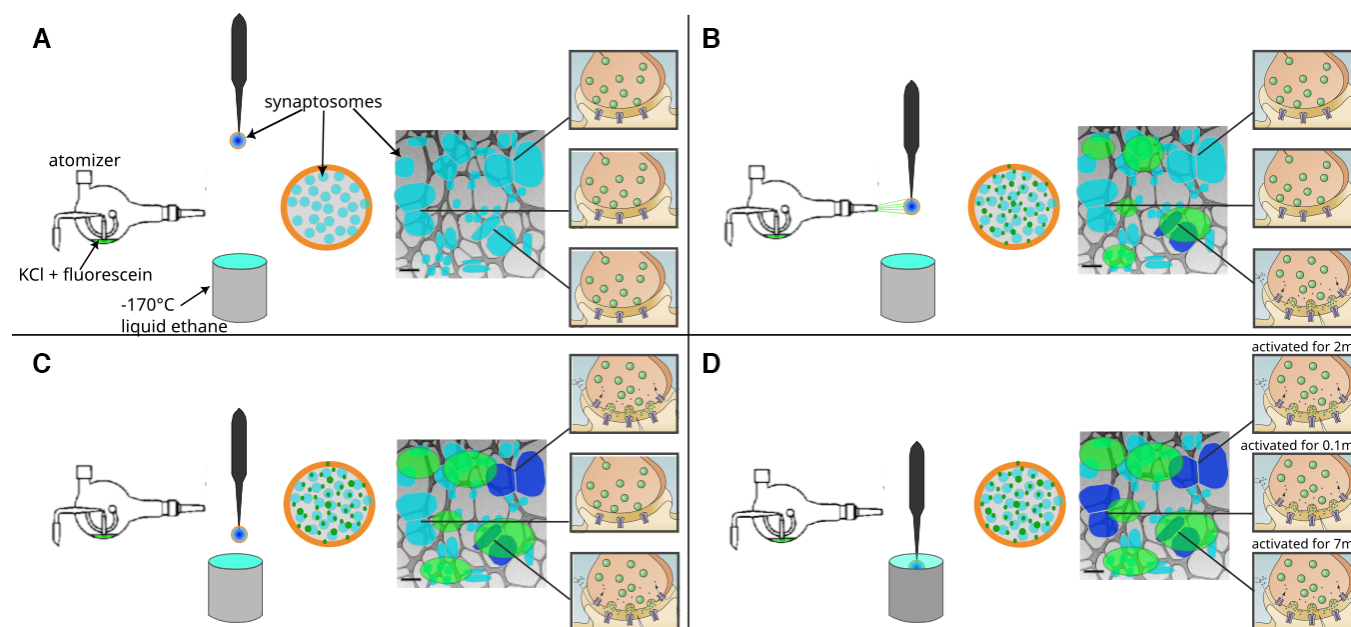 A
synaptosomes
atomizer
KCl + fluorescein
-170°C
liquid ethane
B
C
D
activated for 2m
activated for 0.1m
activated for 7m